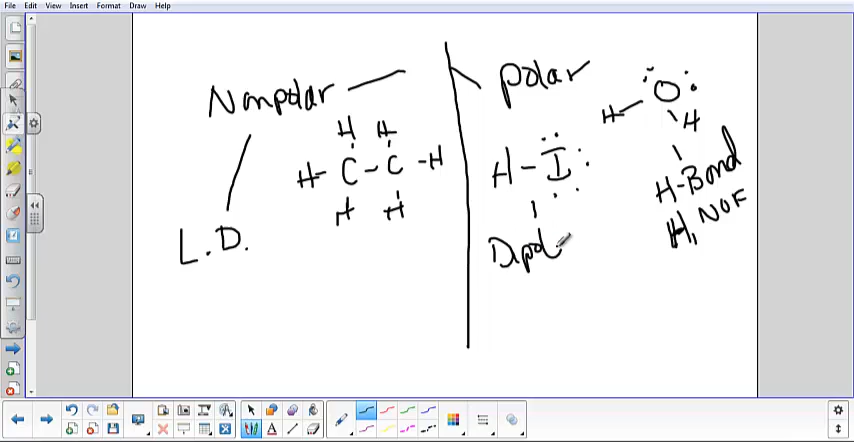 File Edit View Insert Format Draw Help
Nonpolar
polar
O
H
H
H H
H-C-C-H
H H
H-I
H-Bond
H, NOF
L.D.
Dipol